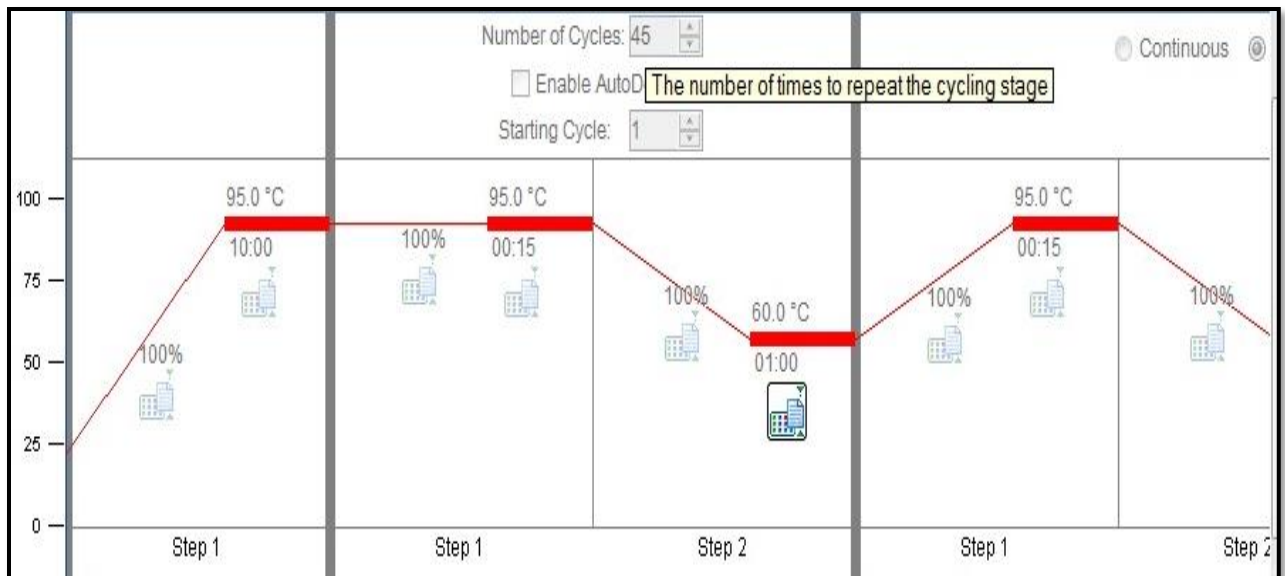 Number of Cycles: 45
Continuous
Enable AutoD
The number of times to repeat the cycling stage
Starting Cycle: 1
100
75
50
25
0
95.0 °C
10:00
100%
95.0 °C
100%
00:15
100%
60.0 °C
01:00
95.0 °C
100%
00:15
100%
Step 1
Step 1
Step 2
Step 1
Step 2